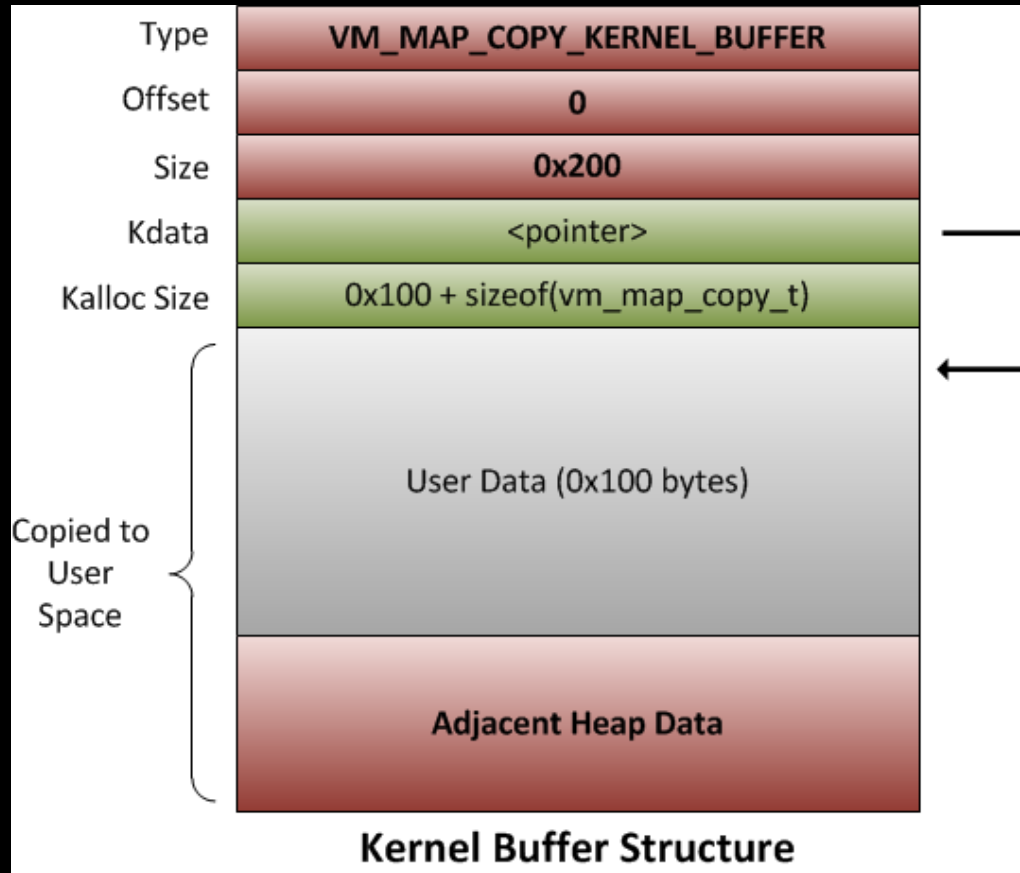 Type
VM_MAP_COPY_KERNEL_BUFFER
Offset
0
Size
0x200
Kdata
<pointer>
Kalloc Size
0x100 + sizeof(vm_map_copy_t)
User Data (0x100 bytes)
Copied to
User
Space
Adjacent Heap Data
Kernel Buffer Structure